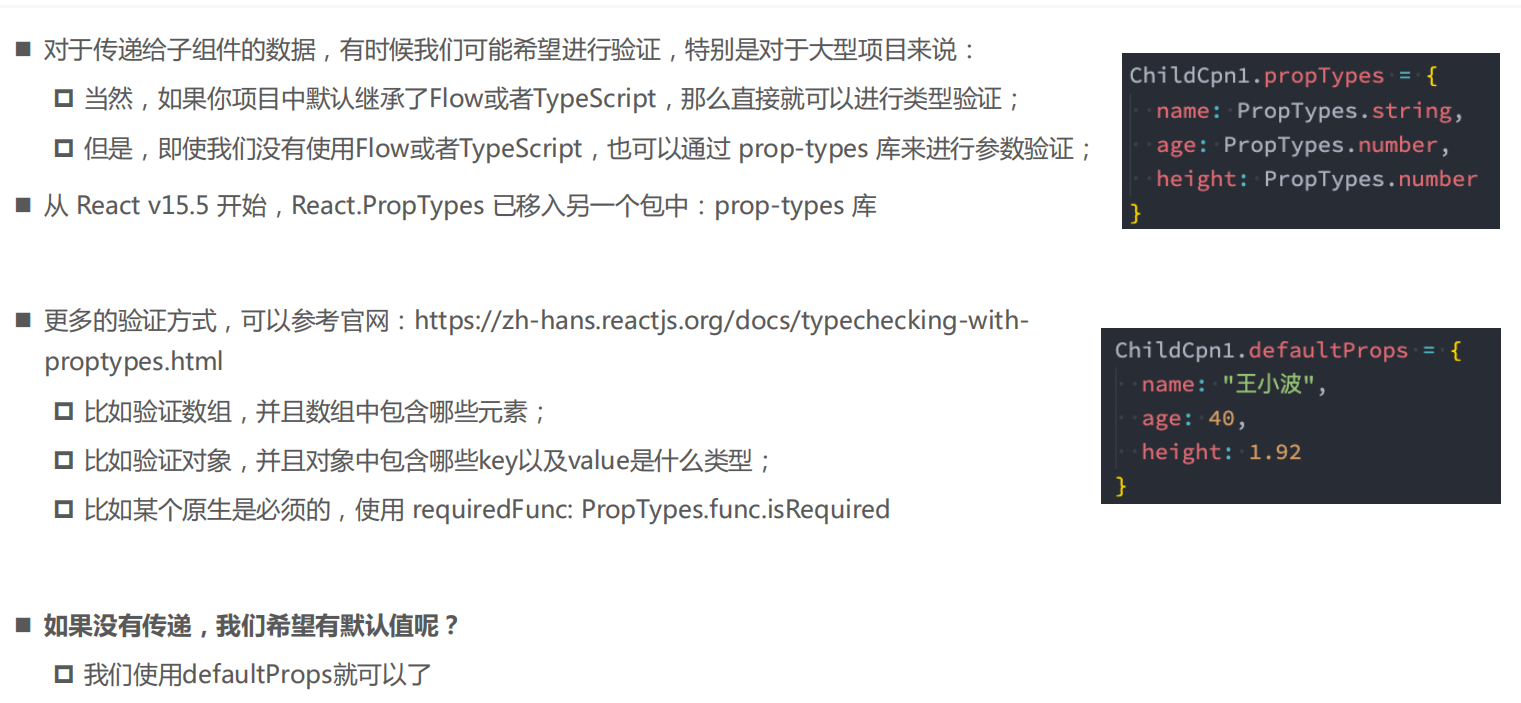 ■ 对于传递给子组件的数据，有时候我们可能希望进行验证，特别是对于大型项目来说：
当然，如果你项目中默认继承了Flow或者TypeScript，那么直接就可以进行类型验证；
但是，即使我们没有使用Flow或者TypeScript，也可以通过 prop-types 库来进行参数验证；
■ 从 React v15.5 开始，React.PropTypes 已移入另一个包中：prop-types 库
ChildCpn1.propTypes = {
name: PropTypes.string,
age: PropTypes.number,
height: PropTypes.number
}
■ 更多的验证方式，可以参考官网：https://zh-hans.reactjs.org/docs/typechecking-with-
proptypes.html
比如验证数组，并且数组中包含哪些元素；
比如验证对象，并且对象中包含哪些key以及value是什么类型；
比如某个原生是必须的，使用 requiredFunc: PropTypes.func.isRequired
ChildCpn1.defaultProps = {
name: "王小波",
age: 40,
height: 1.92
}
■ 如果没有传递，我们希望有默认值呢？
我们使用defaultProps就可以了